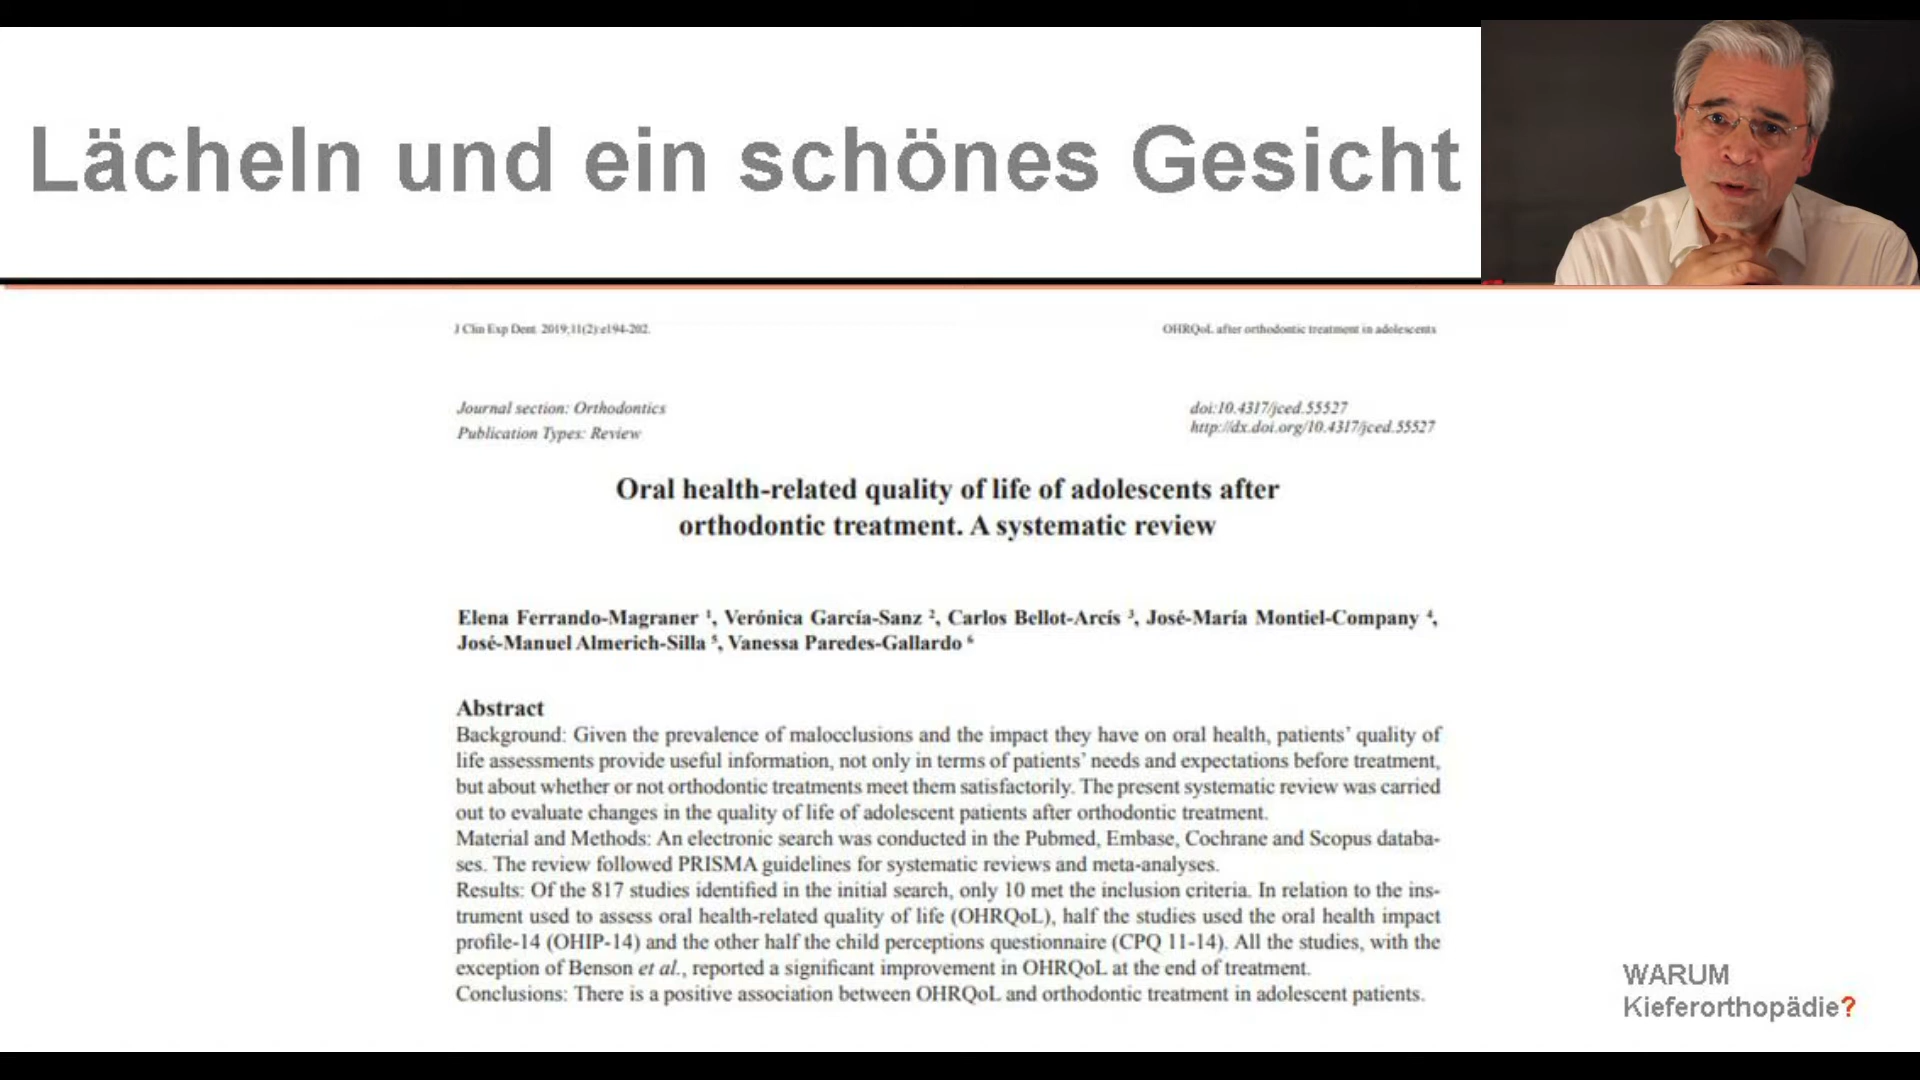 Lächeln und ein schönes Gesicht
J Clin Exp Dent. 2019;11(2):e194-202.
OHRQoL after orthodontic treatment in adolescents
Journal section: Orthodontics
Publication Types: Review
doi:10.4317/jced.55527
http://dx.doi.org/10.4317/jced.55527
Oral health-related quality of life of adolescents after
orthodontic treatment. A systematic review
Elena Ferrando-Magraner ¹, Verónica García-Sanz ², Carlos Bellot-Arcís ³, José-María Montiel-Company ⁴,
José-Manuel Almerich-Silla ⁵, Vanessa Paredes-Gallardo ⁶
Abstract
Background: Given the prevalence of malocclusions and the impact they have on oral health, patients’ quality of
life assessments provide useful information, not only in terms of patients’ needs and expectations before treatment,
but about whether or not orthodontic treatments meet them satisfactorily. The present systematic review was carried
out to evaluate changes in the quality of life of adolescent patients after orthodontic treatment.
Material and Methods: An electronic search was conducted in the Pubmed, Embase, Cochrane and Scopus databa-
ses. The review followed PRISMA guidelines for systematic reviews and meta-analyses.
Results: Of the 817 studies identified in the initial search, only 10 met the inclusion criteria. In relation to the ins-
trument used to assess oral health-related quality of life (OHRQoL), half the studies used the oral health impact
profile-14 (OHIP-14) and the other half the child perceptions questionnaire (CPQ 11-14). All the studies, with the
exception of Benson et al., reported a significant improvement in OHRQoL at the end of treatment.
Conclusions: There is a positive association between OHRQoL and orthodontic treatment in adolescent patients.
WARUM
Kieferorthopädie?